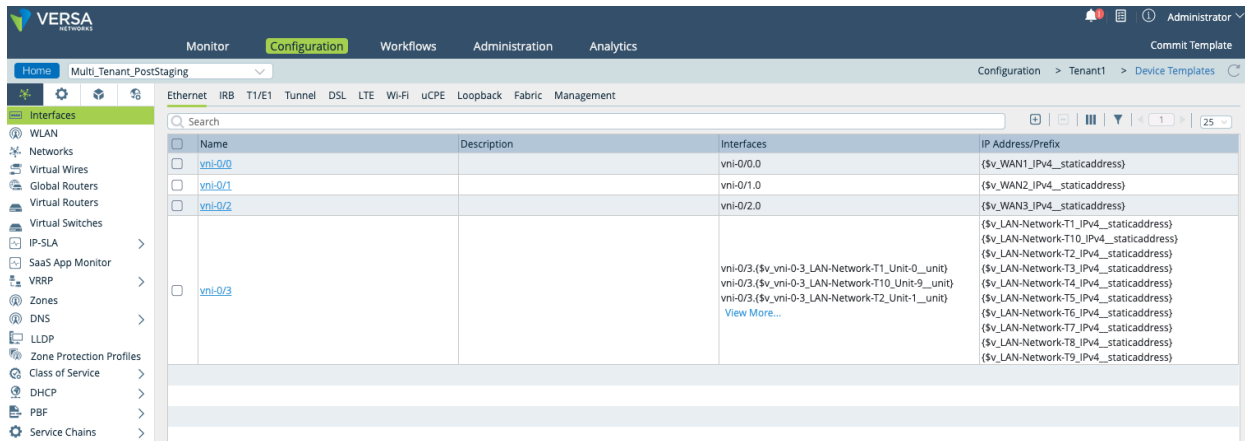 VERSA
NETWORKS
Administrator
Monitor Configuration Workflows Administration Analytics Commit Template
Home Multi_Tenant_PostStaging Configuration > Tenant1 > Device Templates
Ethernet IRB T1/E1 Tunnel DSL LTE Wi-Fi uCPE Loopback Fabric Management
Interfaces
WLAN
Networks
Virtual Wires
Global Routers
Virtual Routers
Virtual Switches
IP-SLA
SaaS App Monitor
VRRP
Zones
DNS
LLDP
Zone Protection Profiles
Class of Service
DHCP
PBF
Service Chains
Search 1 25
Name Description Interfaces IP Address/Prefix
vni-0/0 vni-0/0.0 {$v_WAN1_IPv4__staticaddress}
vni-0/1 vni-0/1.0 {$v_WAN2_IPv4__staticaddress}
vni-0/2 vni-0/2.0 {$v_WAN3_IPv4__staticaddress}
vni-0/3
vni-0/3.{$v_vni-0-3_LAN-Network-T1_Unit-0__unit}
vni-0/3.{$v_vni-0-3_LAN-Network-T10_Unit-9__unit}
vni-0/3.{$v_vni-0-3_LAN-Network-T2_Unit-1__unit}
View More...
{$v_LAN-Network-T1_IPv4__staticaddress}
{$v_LAN-Network-T10_IPv4__staticaddress}
{$v_LAN-Network-T2_IPv4__staticaddress}
{$v_LAN-Network-T3_IPv4__staticaddress}
{$v_LAN-Network-T4_IPv4__staticaddress}
{$v_LAN-Network-T5_IPv4__staticaddress}
{$v_LAN-Network-T6_IPv4__staticaddress}
{$v_LAN-Network-T7_IPv4__staticaddress}
{$v_LAN-Network-T8_IPv4__staticaddress}
{$v_LAN-Network-T9_IPv4__staticaddress}